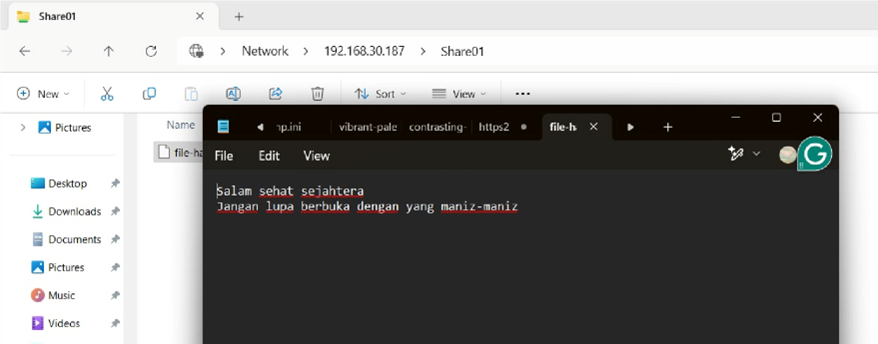 Share01
Network > 192.168.30.187 > Share01
New Sort View
Pictures
Name
Desktop
Downloads
Documents
Pictures
Music
Videos
file-ha
np.ini vibrant-pale contrasting- https2 file-ha
File Edit View
G
Salam sehat sejahtera
Jangan lupa berbuka dengan yang maniz-maniz